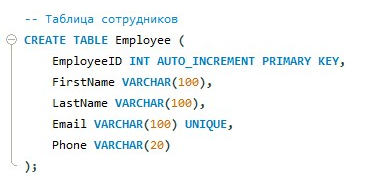 -- Таблица сотрудников
CREATE TABLE Employee (
EmployeeID INT AUTO_INCREMENT PRIMARY KEY,
FirstName VARCHAR(100),
LastName VARCHAR(100),
Email VARCHAR(100) UNIQUE,
Phone VARCHAR(20)
);